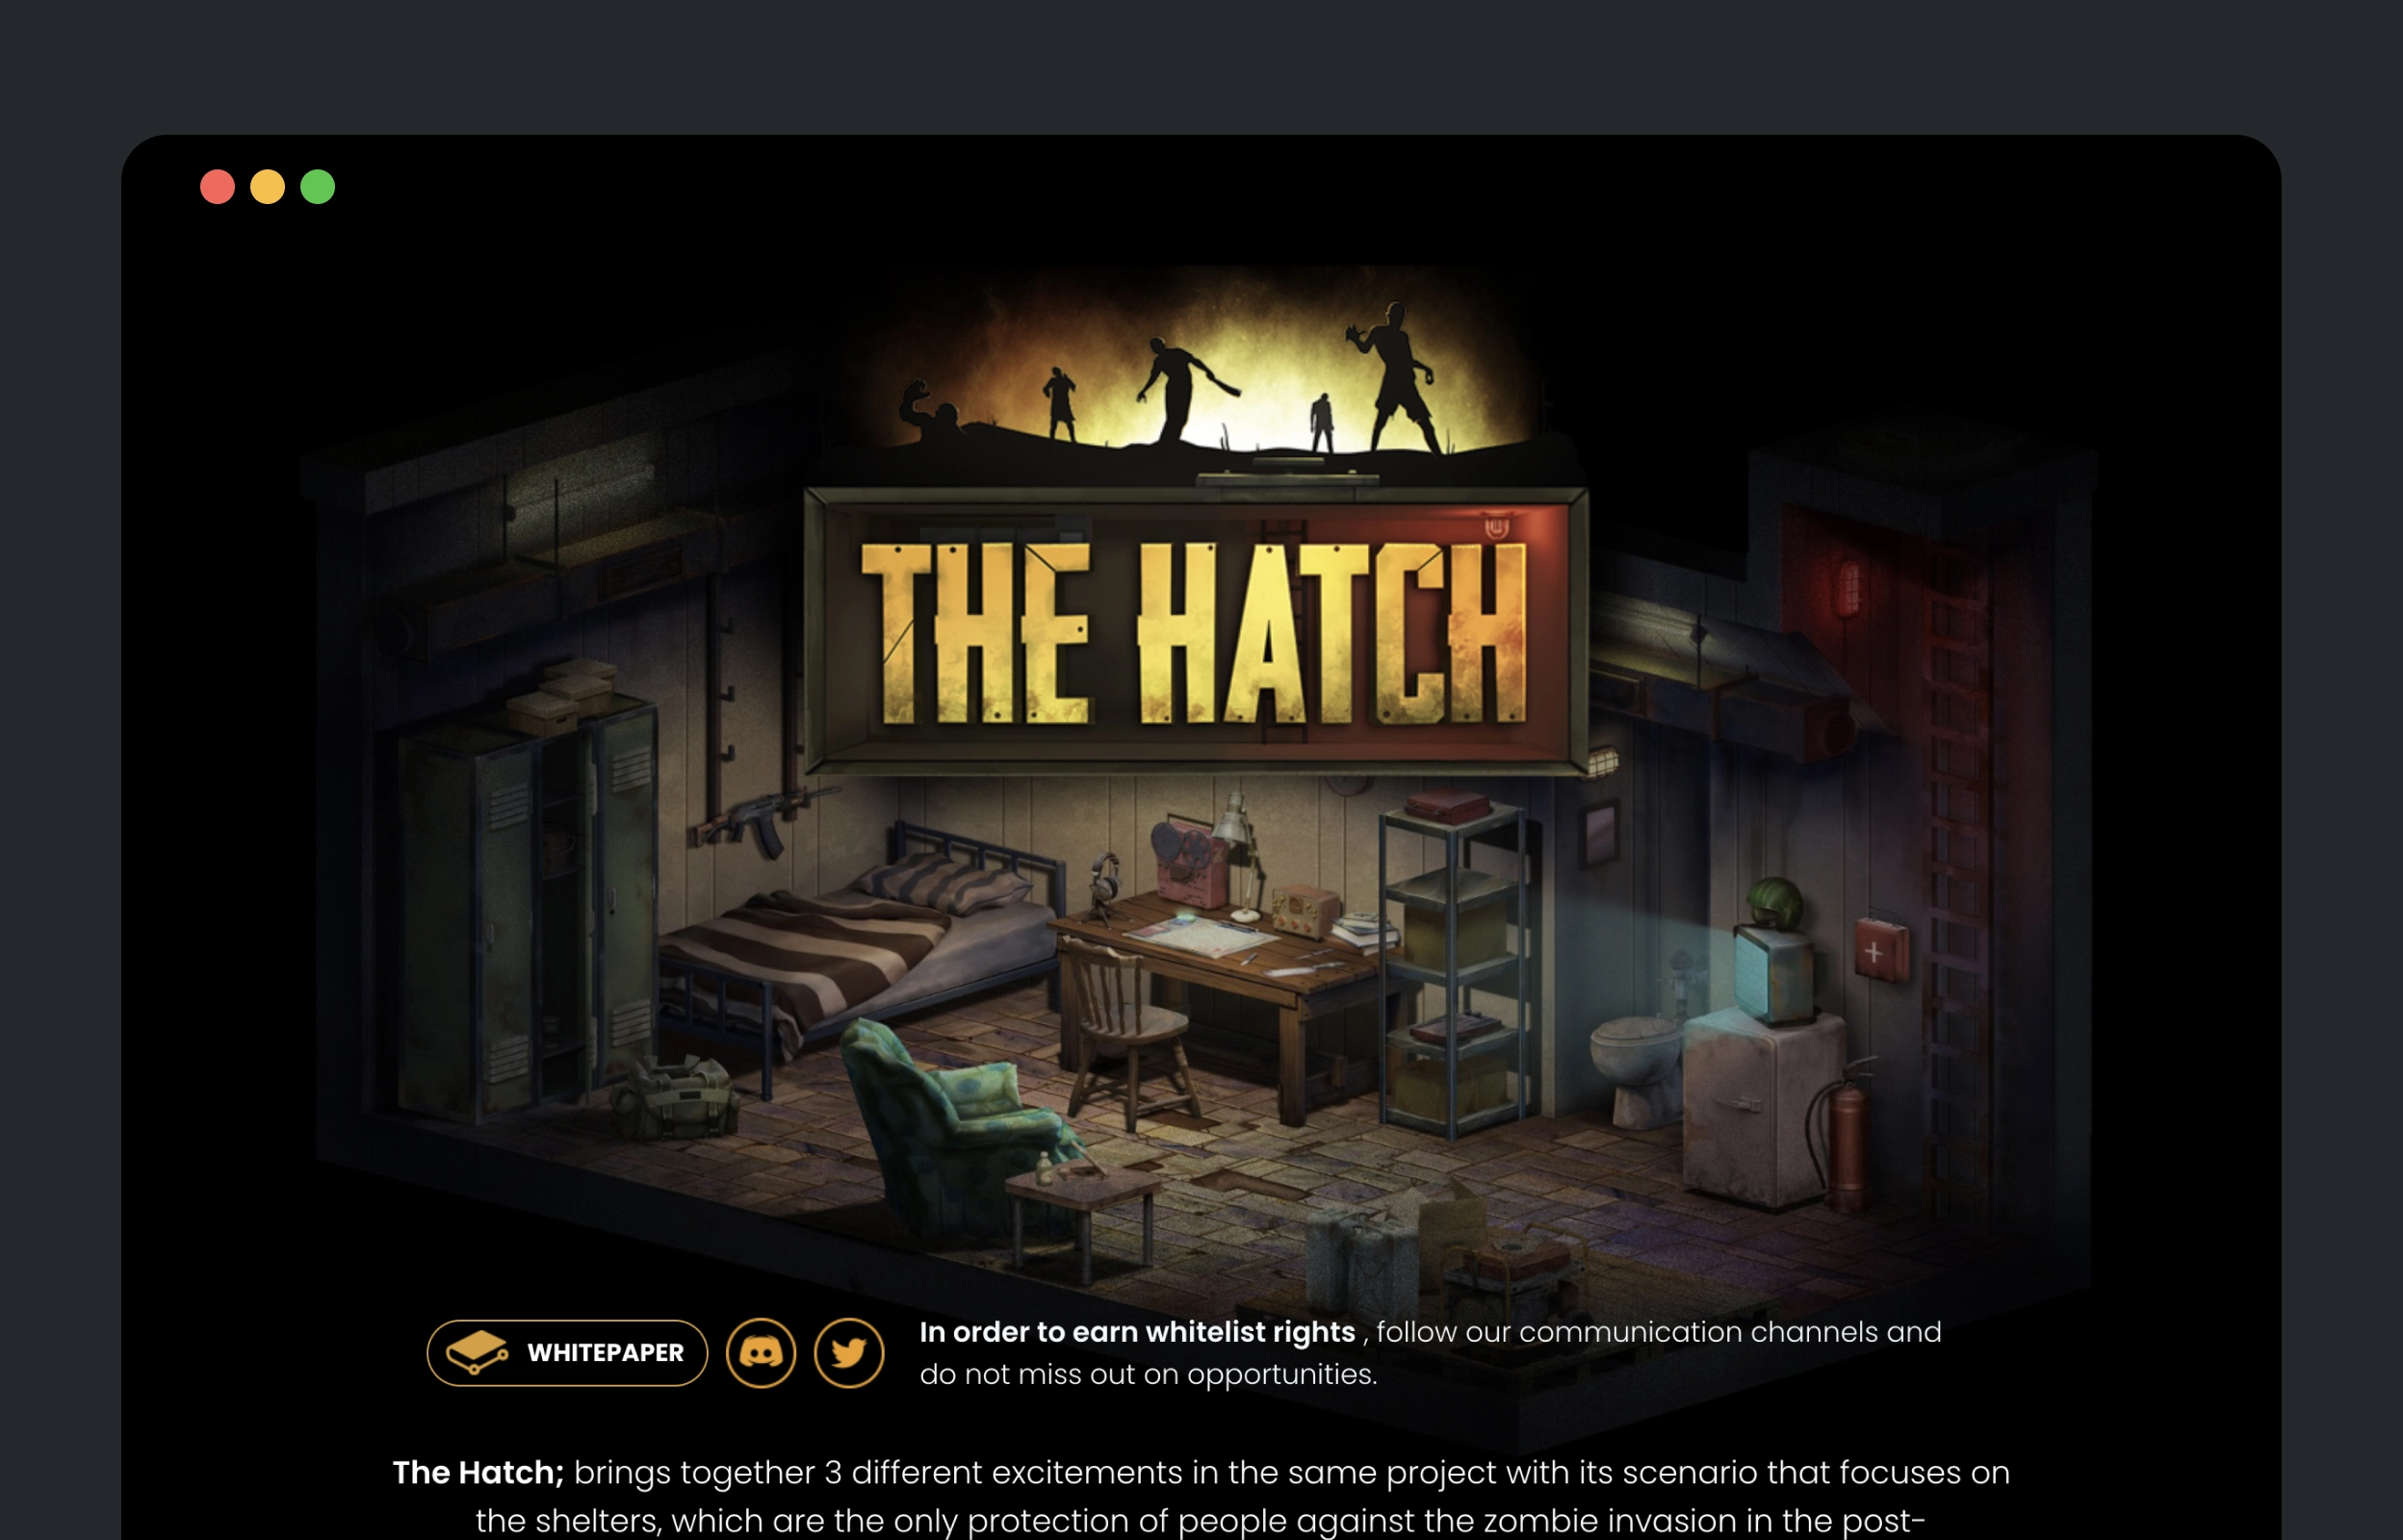 THE HATCH
WHITEPAPER
In order to earn whitelist rights , follow our communication channels and
do not miss out on opportunities.
The Hatch; brings together 3 different excitements in the same project with its scenario that focuses on
the shelters, which are the only protection of people against the zombie invasion in the post-